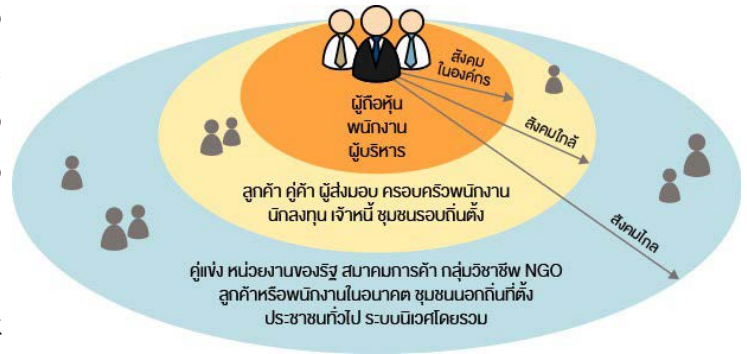 สังคม
ในองค์กร
ผู้ถือหุ้น
พนักงาน
ผู้บริหาร
สังคมใกล้
ลูกค้า คู่ค้า ผู้ส่งมอบ ครอบครัวพนักงาน
นักลงทุน เจ้าหนี้ ชุมชนรอบถิ่นตั้ง
สังคมไกล
คู่แข่ง หน่วยงานของรัฐ สมาคมการค้า กลุ่มวิชาชีพ NGO
ลูกค้าหรือพนักงานในอนาคต ชุมชนนอกถิ่นที่ตั้ง
ประชาชนทั่วไป ระบบนิเวศโดยรวม